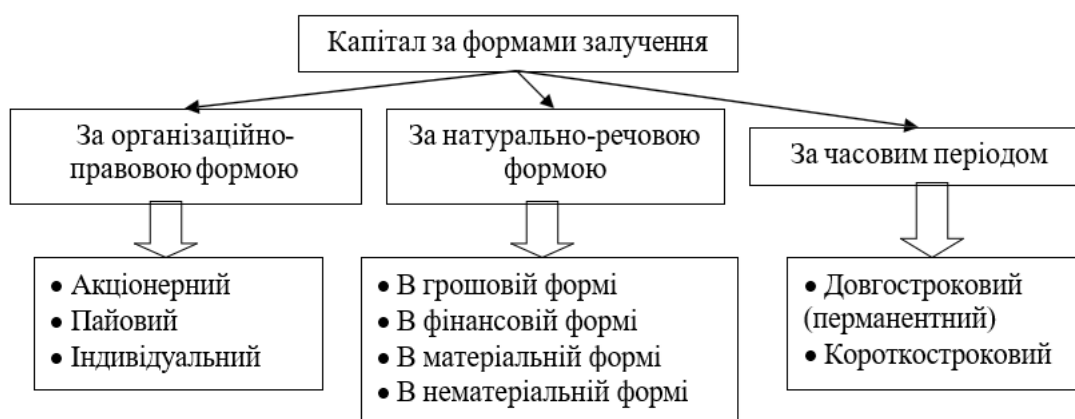 Капітал за формами залучення
За організаційно-
правовою формою
За натурально-речовою
формою
За часовим періодом
• Акціонерний
• Пайовий
• Індивідуальний
• В грошовій формі
• В фінансовій формі
• В матеріальній формі
• В нематеріальній формі
• Довгостроковий
(перманентний)
• Короткостроковий